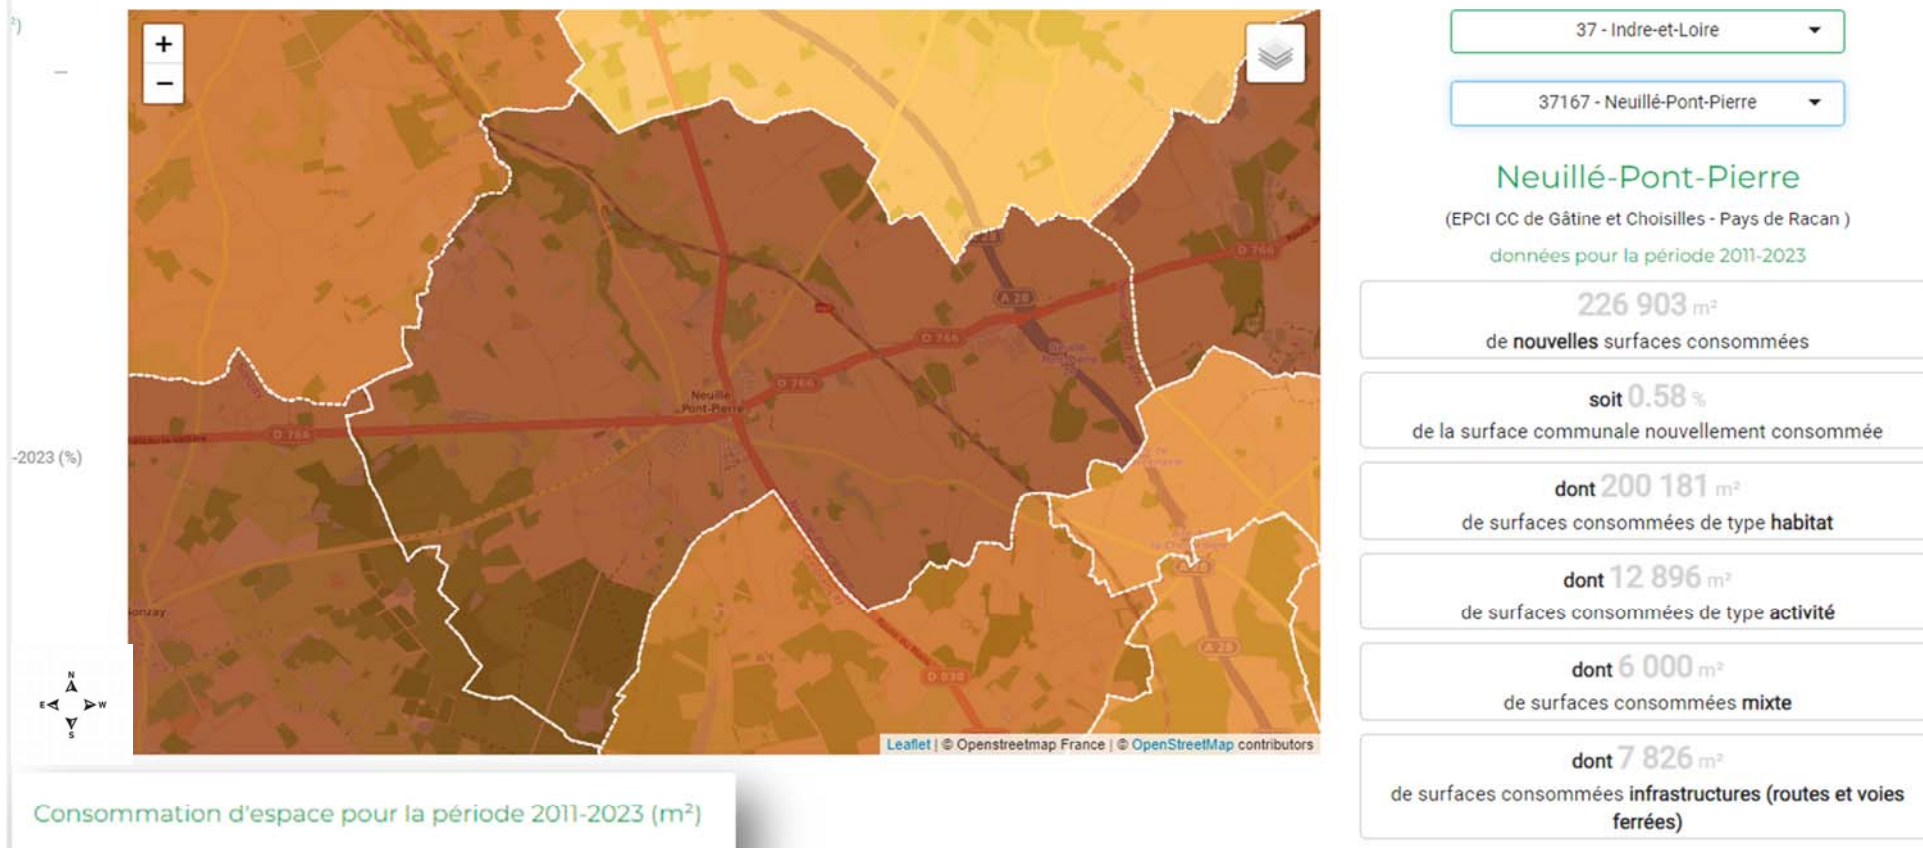 ²)
-2023 (%)
+
−
A 28
D 766
A 28
D 766
D 766
Neuillé
Pont-Pierre
D 766
A 28
A 28
D 938
N
E W
S
Leaflet | © Openstreetmap France | © OpenStreetMap contributors
Consommation d'espace pour la période 2011-2023 (m²)
37 - Indre-et-Loire
37167 - Neuillé-Pont-Pierre
Neuillé-Pont-Pierre
(EPCI CC de Gâtine et Choisilles - Pays de Racan )
données pour la période 2011-2023
226 903 m²
de nouvelles surfaces consommées
soit 0.58 %
de la surface communale nouvellement consommée
dont 200 181 m²
de surfaces consommées de type habitat
dont 12 896 m²
de surfaces consommées de type activité
dont 6 000 m²
de surfaces consommées mixte
dont 7 826 m²
de surfaces consommées infrastructures (routes et voies
ferrées)